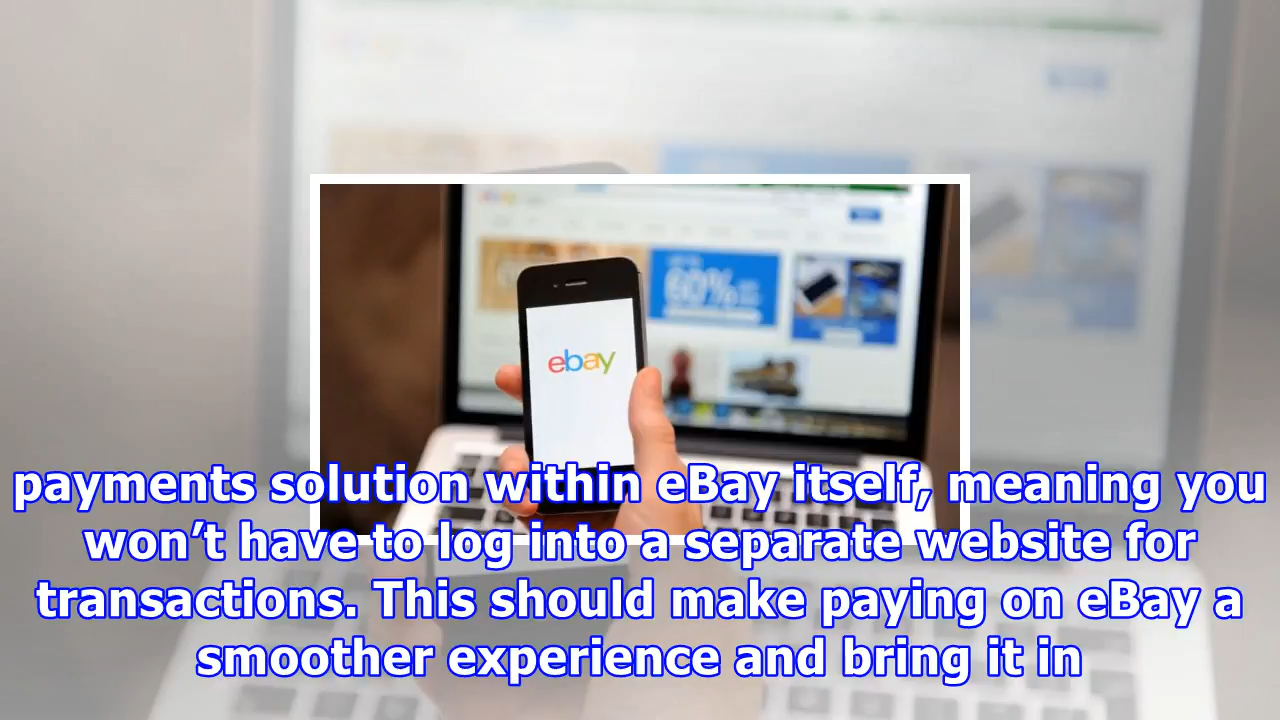 60%
ebay
payments solution within eBay itself, meaning you
won’t have to log into a separate website for
transactions. This should make paying on eBay a
smoother experience and bring it in